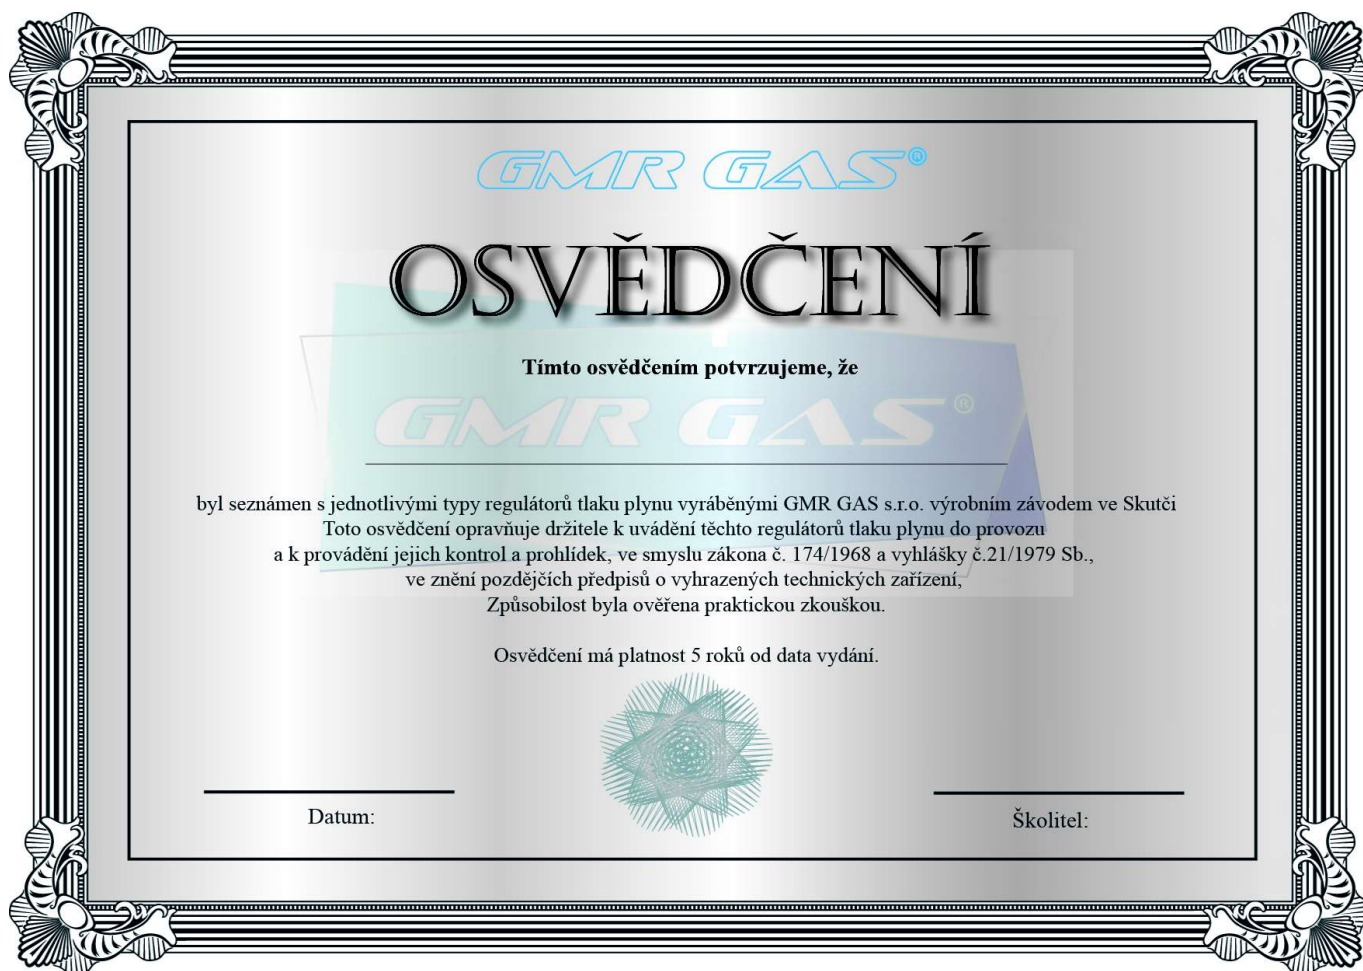 GMR GAS®
OSVĚDČENÍ
Tímto osvědčením potvrzujeme, že
GMR GAS®
byl seznámen s jednotlivými typy regulátorů tlaku plynu vyráběnými GMR GAS s.r.o. výrobním závodem ve Skutči
Toto osvědčení opravňuje držitele k uvádění těchto regulátorů tlaku plynu do provozu
a k provádění jejich kontrol a prohlídek, ve smyslu zákona č. 174/1968 a vyhlášky č.21/1979 Sb.,
ve znění pozdějčích předpisů o vyhrazených technických zařízení,
Způsobilost byla ověřena praktickou zkouškou.
Osvědčení má platnost 5 roků od data vydání.
Datum:
Školitel: